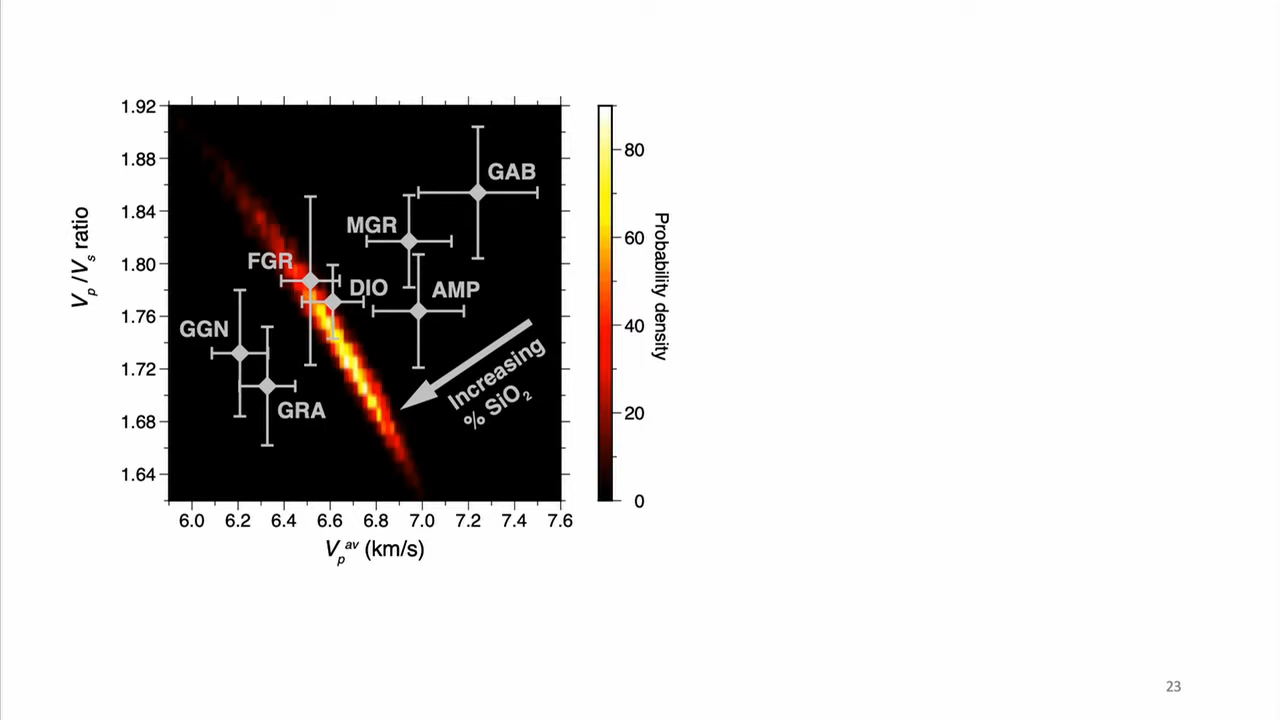 1.92
1.88
1.84
1.80
1.76
1.72
1.68
1.64
Vp/Vs ratio
GAB
MGR
FGR
DIO
AMP
GGN
GRA
Increasing
% SiO₂
6.0 6.2 6.4 6.6 6.8 7.0 7.2 7.4 7.6
Vp av (km/s)
80
60
40
20
0
Probability density
23